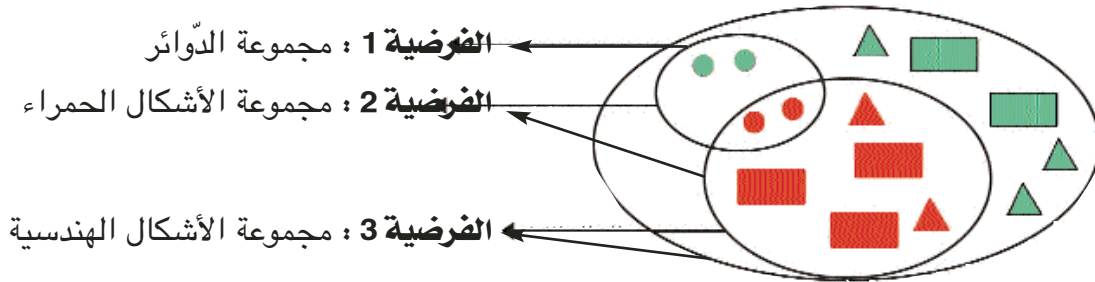 الفرضية 1 : مجموعة الدّوائر
الفرضية 2 : مجموعة الأشكال الحمراء
الفرضية 3 : مجموعة الأشكال الهندسية